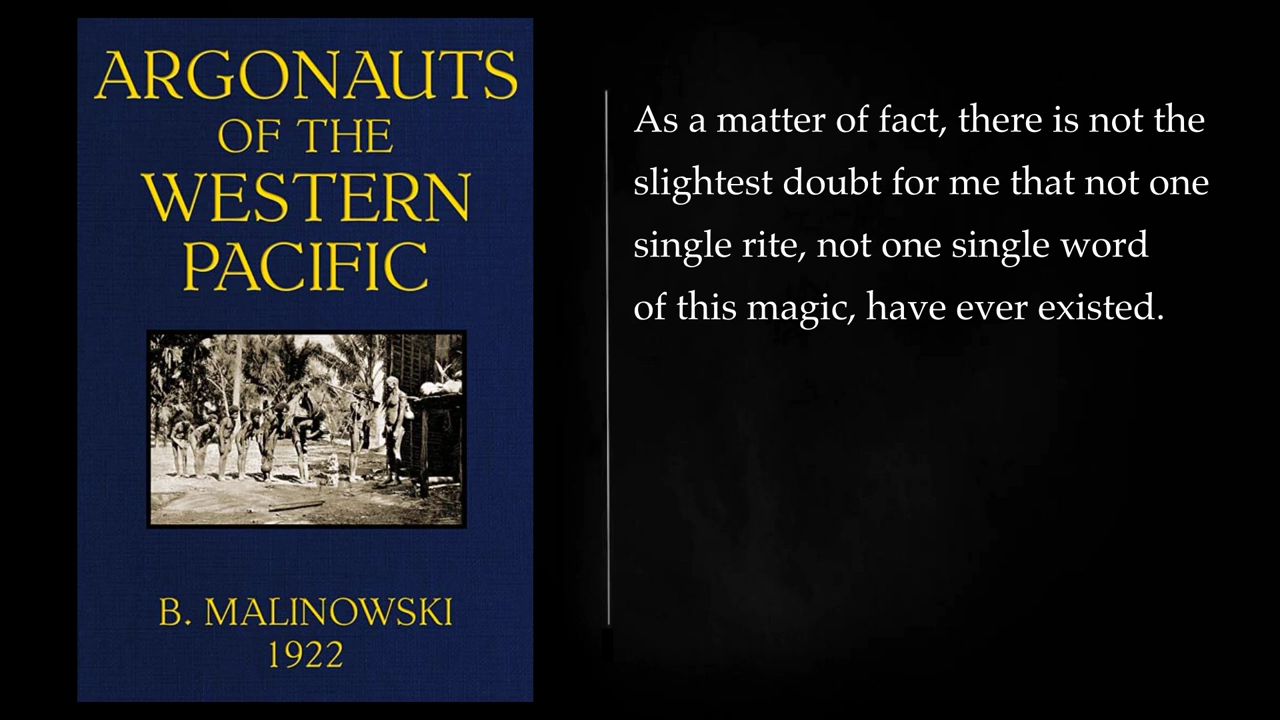 ARGONAUTS
OF THE
WESTERN
PACIFIC
B. MALINOWSKI
1922
As a matter of fact, there is not the
slightest doubt for me that not one
single rite, not one single word
of this magic, have ever existed.